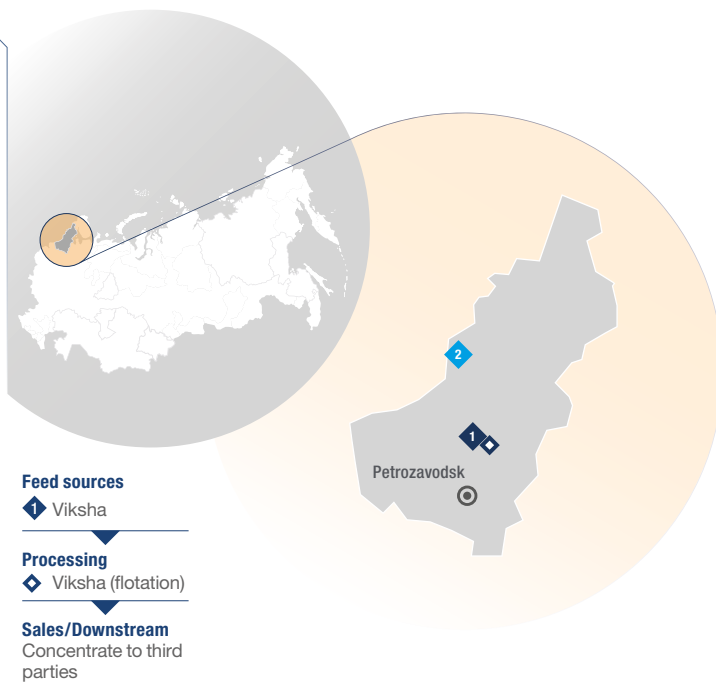 2
1
Petrozavodsk
Feed sources
1 Viksha
Processing
Viksha (flotation)
Sales/Downstream
Concentrate to third
parties